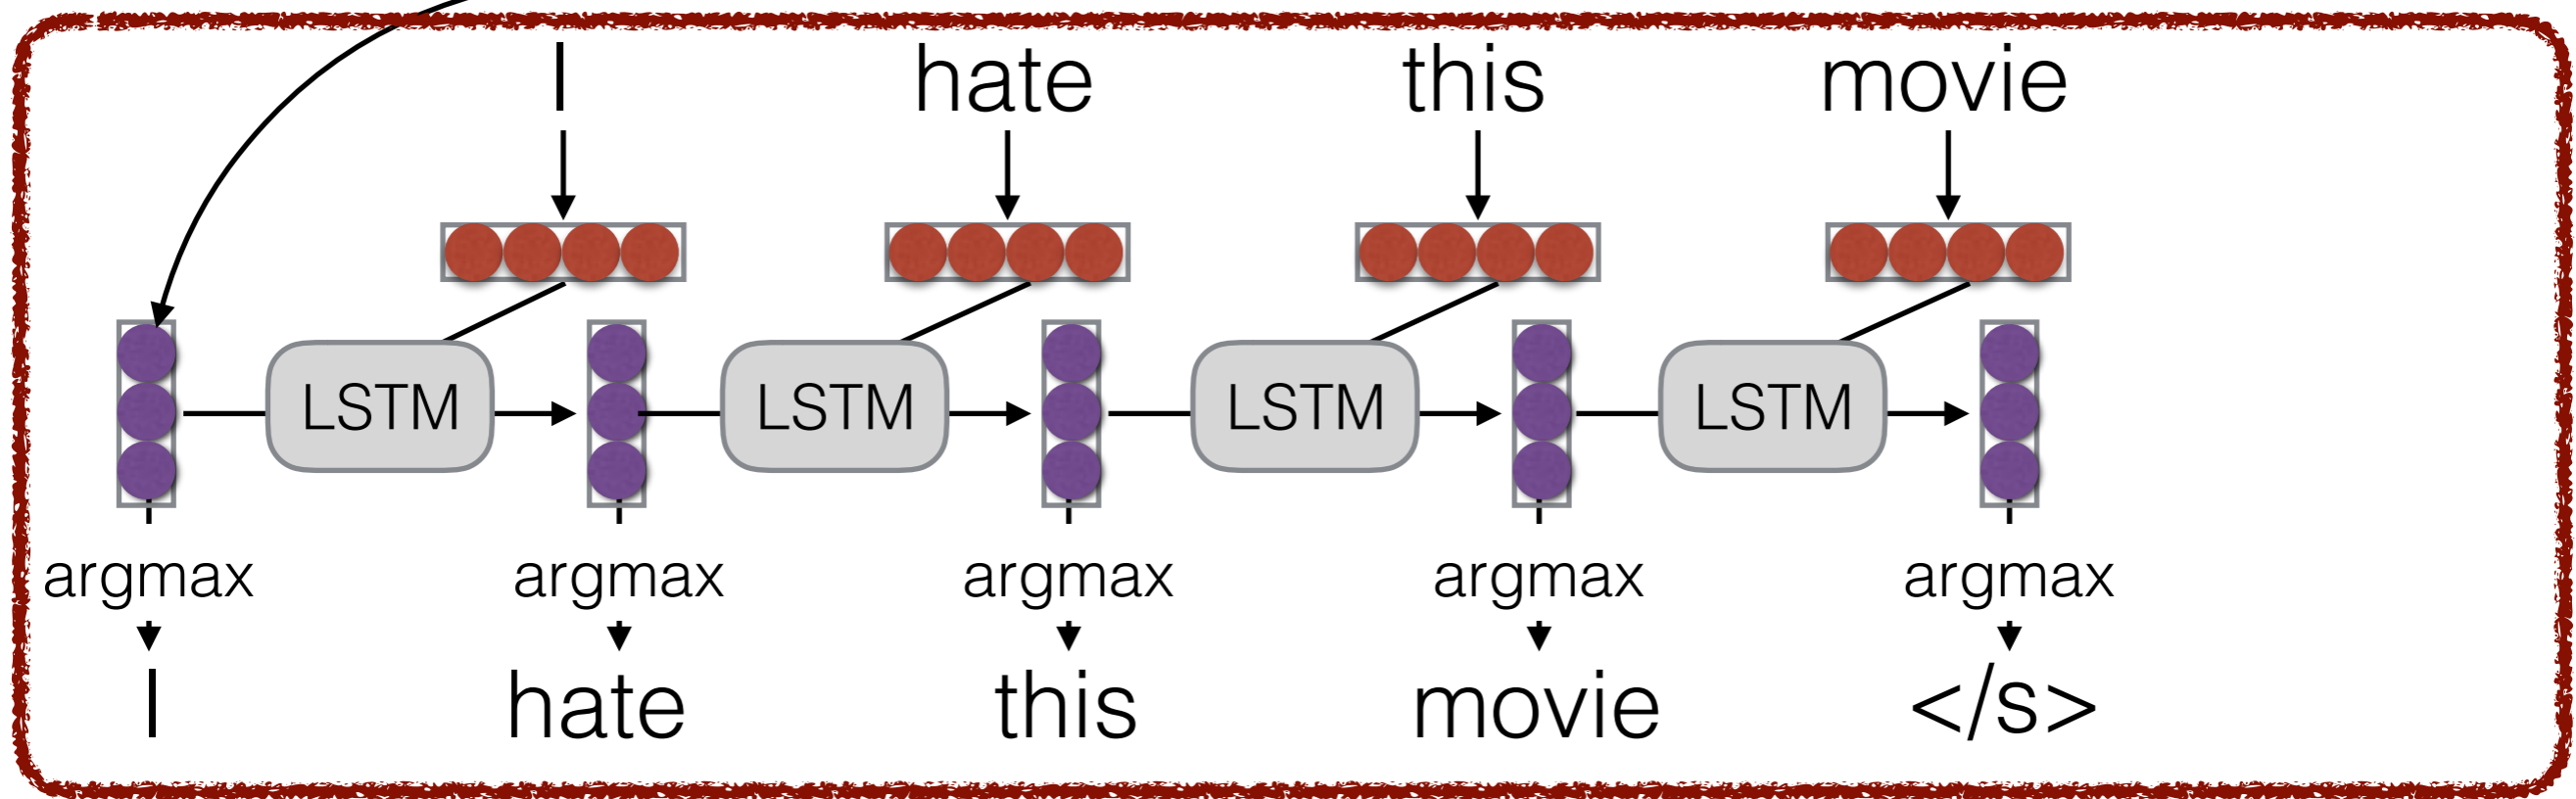 I hate this movie
LSTM LSTM LSTM LSTM
argmax argmax argmax argmax argmax
I hate this movie </s>